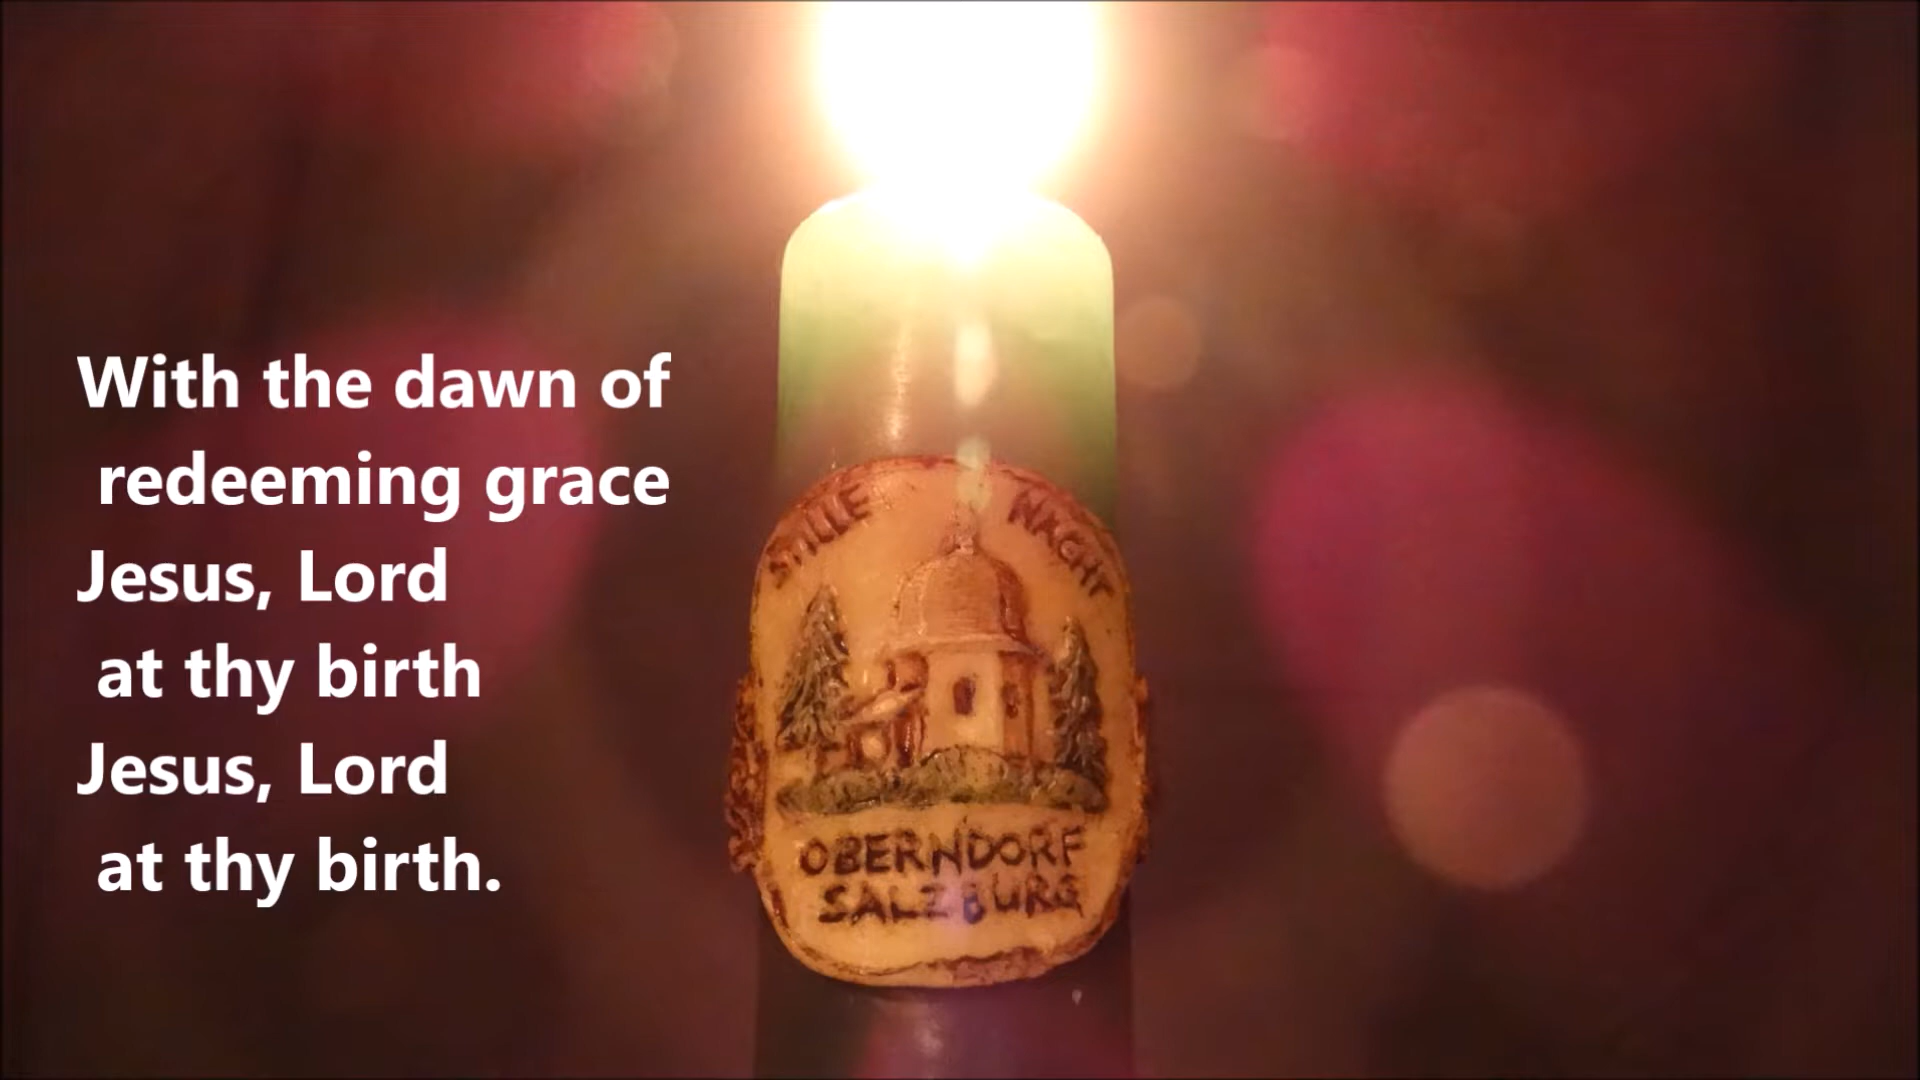 With the dawn of
redeeming grace
Jesus, Lord
at thy birth
Jesus, Lord
at thy birth.
STILLE NACHT
OBERNDORF
SALZBURG